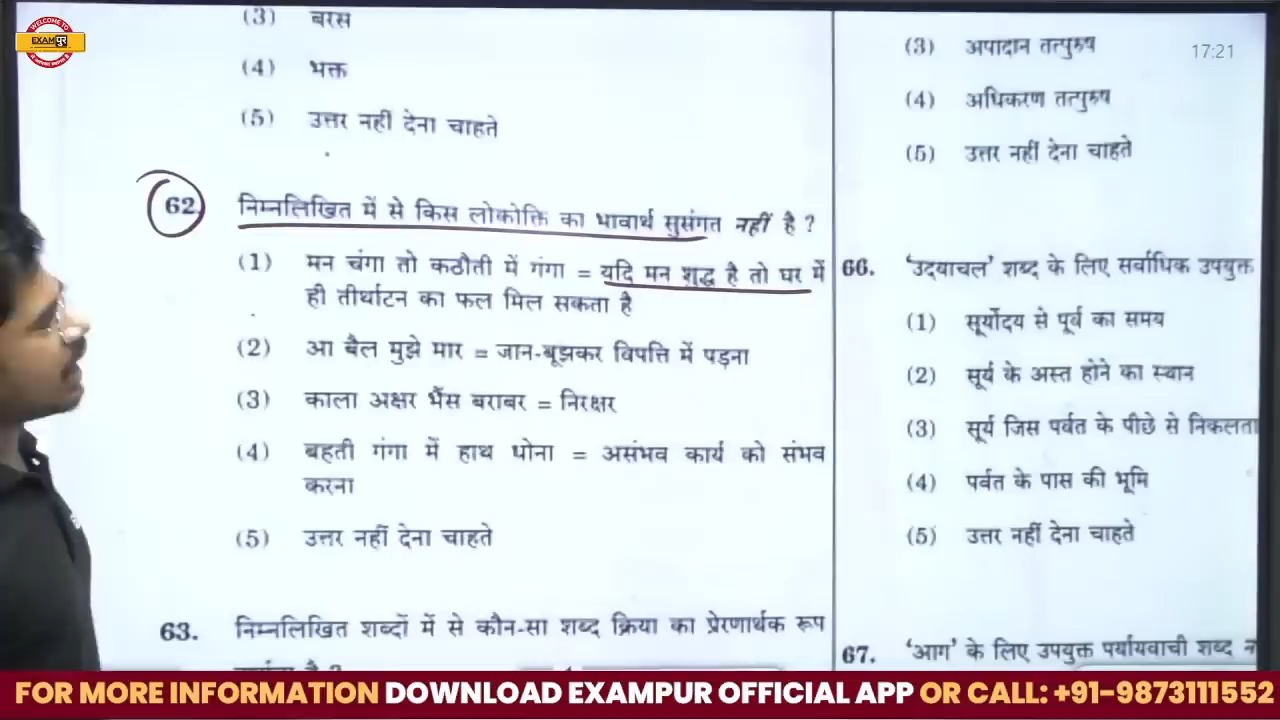 WELCOME TO
EXAMपुर
17:21
(3) बरस
(4) भक्त
(5) उत्तर नहीं देना चाहते
62. निम्नलिखित में से किस लोकोक्ति का भावार्थ सुसंगत नहीं है ?
(1) मन चंगा तो कठौती में गंगा = यदि मन शुद्ध है तो घर में
ही तीर्थाटन का फल मिल सकता है
(2) आ बैल मुझे मार = जान-बूझकर विपत्ति में पड़ना
(3) काला अक्षर भैंस बराबर = निरक्षर
(4) बहती गंगा में हाथ धोना = असंभव कार्य को संभव
करना
(5) उत्तर नहीं देना चाहते
63. निम्नलिखित शब्दों में से कौन-सा शब्द क्रिया का प्रेरणार्थक रूप
(3) अपादान तत्पुरुष
(4) अधिकरण तत्पुरुष
(5) उत्तर नहीं देना चाहते
66. 'उदयाचल' शब्द के लिए सर्वाधिक उपयुक्त
(1) सूर्योदय से पूर्व का समय
(2) सूर्य के अस्त होने का स्थान
(3) सूर्य जिस पर्वत के पीछे से निकलता
(4) पर्वत के पास की भूमि
(5) उत्तर नहीं देना चाहते
67. 'आग' के लिए उपयुक्त पर्यायवाची शब्द
FOR MORE INFORMATION DOWNLOAD EXAMPUR OFFICIAL APP OR CALL: +91-9873111552